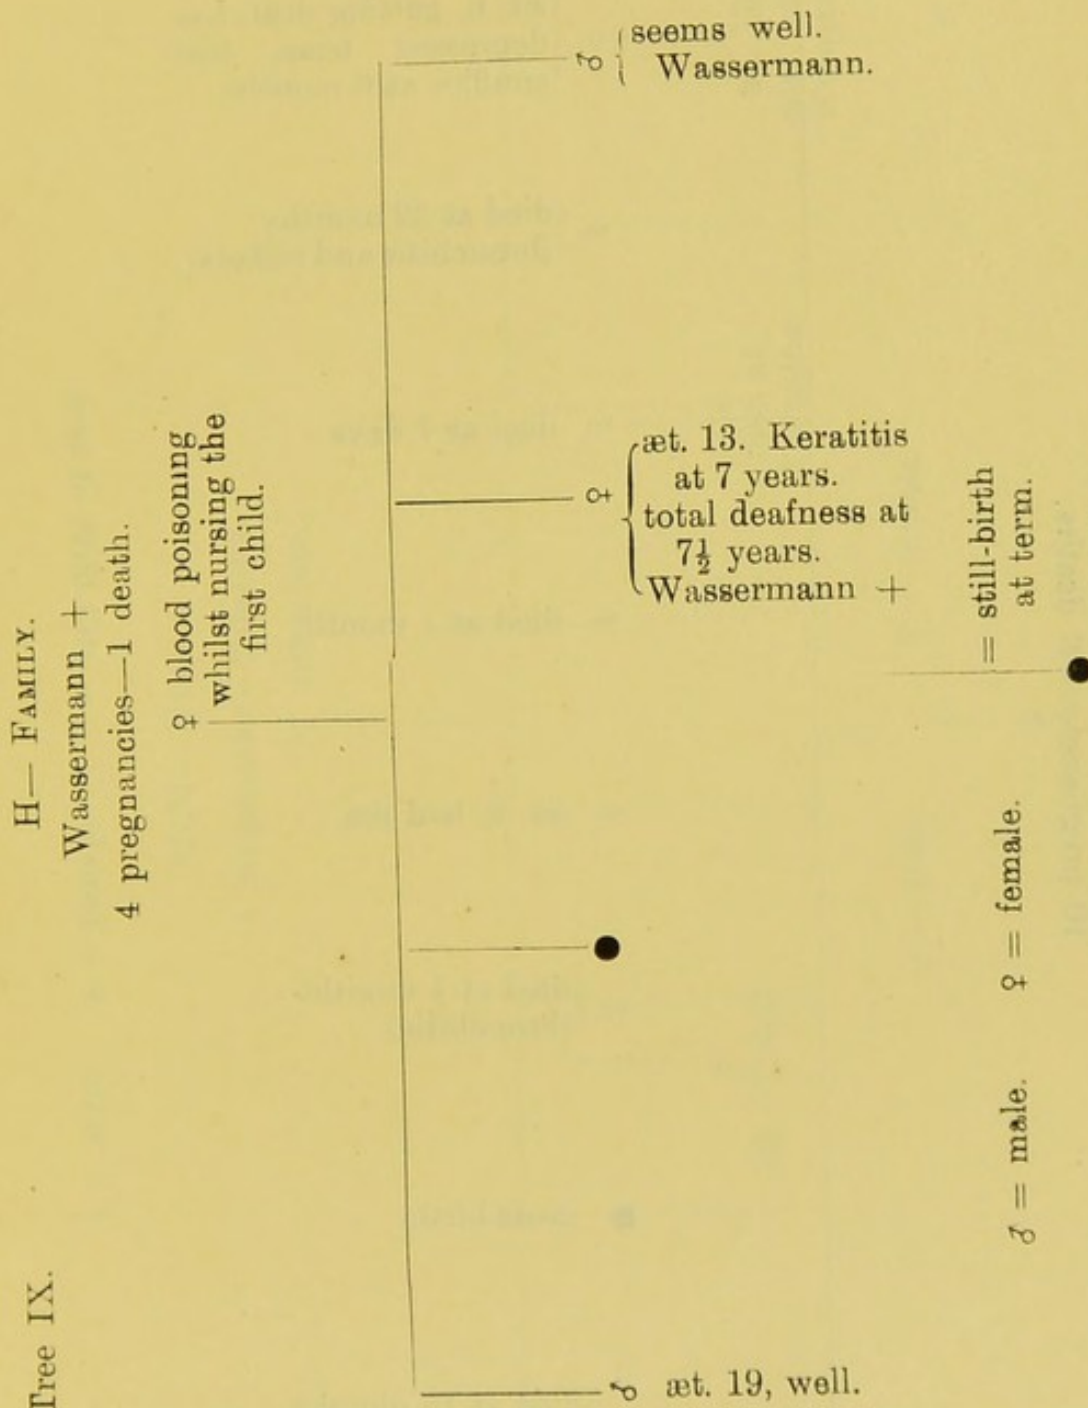 Tree IX.
H— FAMILY.
Wassermann +
4 pregnancies—1 death.
♀ blood poisoning
whilst nursing the
first child.
♂ æt. 19, well.
♀ æt. 13. Keratitis
at 7 years.
total deafness at
7½ years.
Wassermann +
♂ seems well.
Wassermann.
♂ = male.
♀ = female.
● = still-birth
at term.